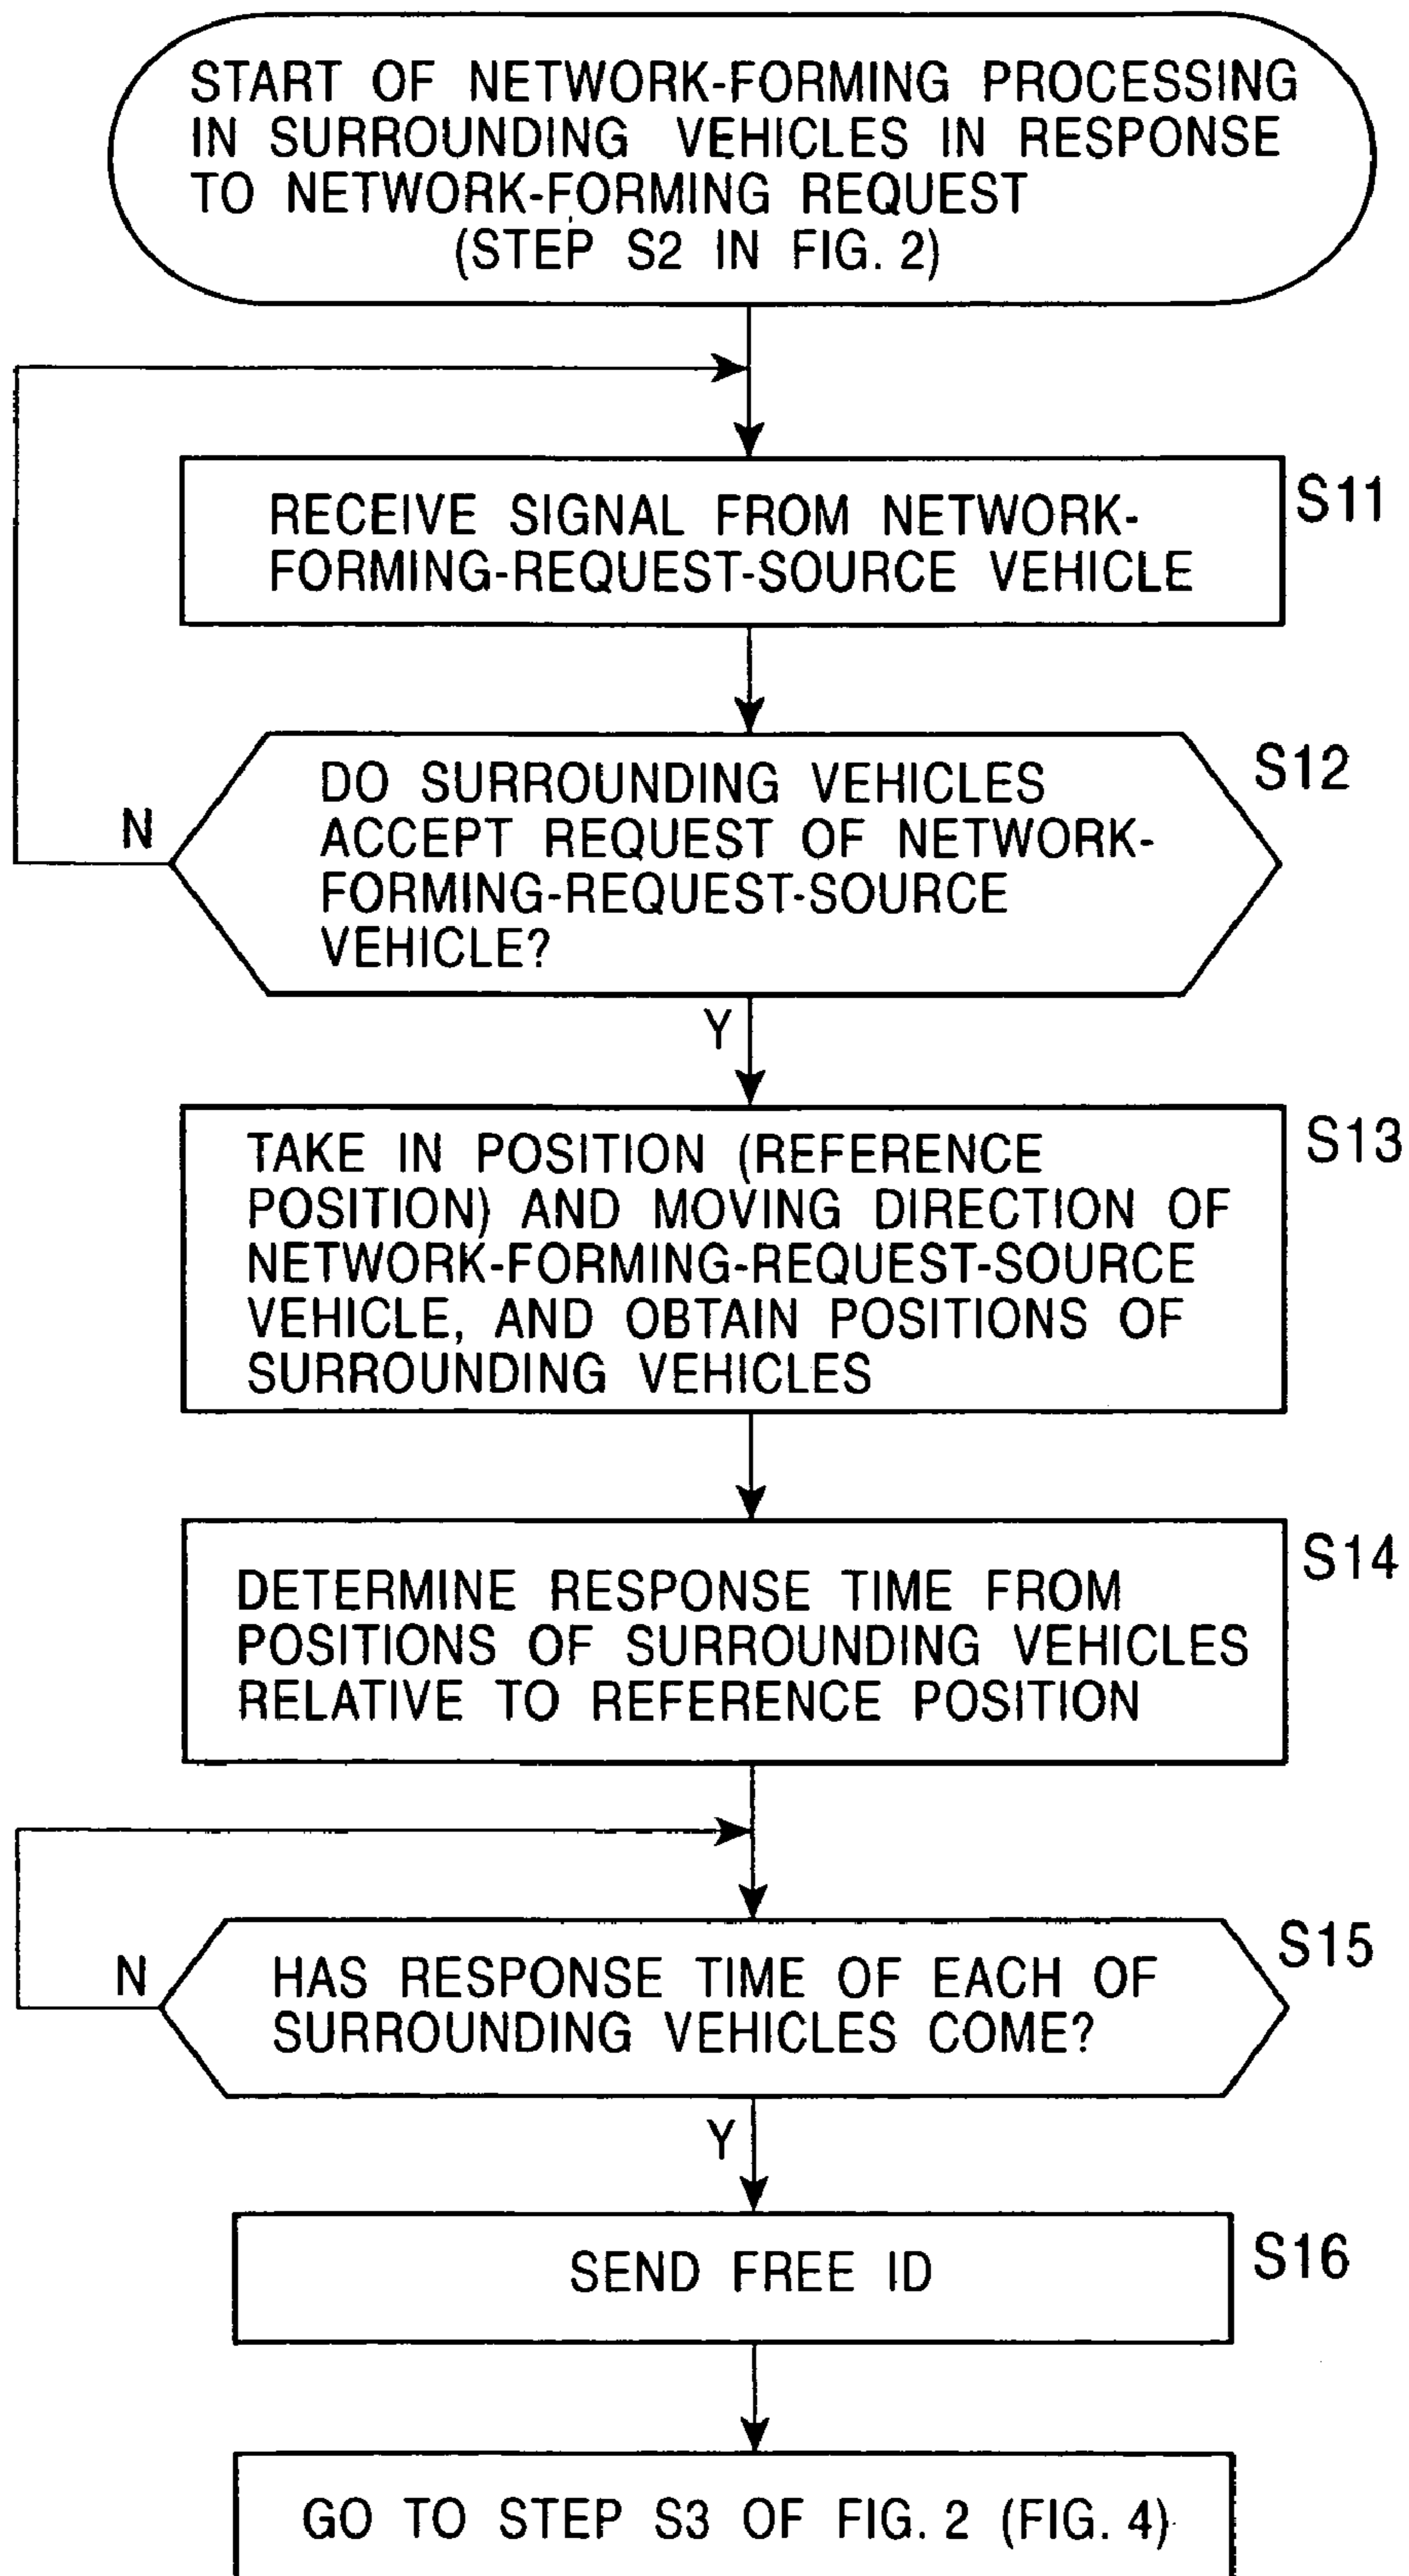 START OF NETWORK-FORMING PROCESSING
IN SURROUNDING VEHICLES IN RESPONSE
TO NETWORK-FORMING REQUEST
(STEP S2 IN FIG. 2)
RECEIVE SIGNAL FROM NETWORK-
FORMING-REQUEST-SOURCE VEHICLE
S11
DO SURROUNDING VEHICLES
ACCEPT REQUEST OF NETWORK-
FORMING-REQUEST-SOURCE
VEHICLE?
S12
N
Y
TAKE IN POSITION (REFERENCE
POSITION) AND MOVING DIRECTION OF
NETWORK-FORMING-REQUEST-SOURCE
VEHICLE, AND OBTAIN POSITIONS OF
SURROUNDING VEHICLES
S13
DETERMINE RESPONSE TIME FROM
POSITIONS OF SURROUNDING VEHICLES
RELATIVE TO REFERENCE POSITION
S14
HAS RESPONSE TIME OF EACH OF
SURROUNDING VEHICLES COME?
S15
N
Y
SEND FREE ID
S16
GO TO STEP S3 OF FIG. 2 (FIG. 4)